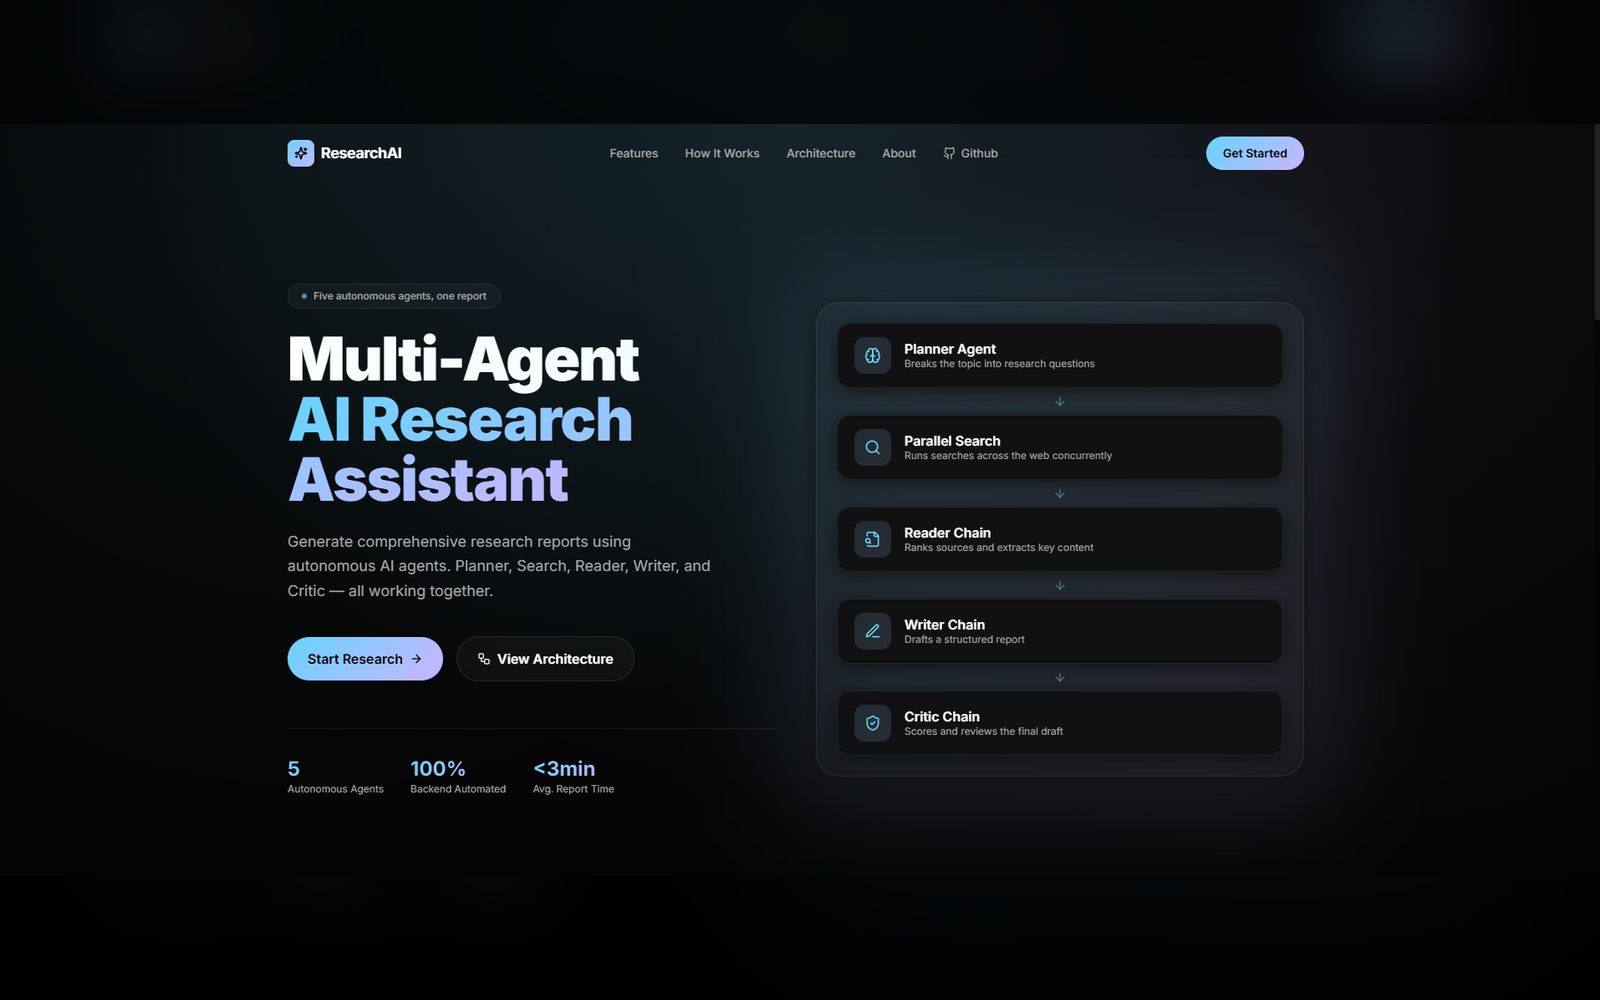 ResearchAI
Features
How It Works
Architecture
About
Github
Get Started
Five autonomous agents, one report
Multi-Agent
AI Research
Assistant
Generate comprehensive research reports using
autonomous AI agents. Planner, Search, Reader, Writer, and
Critic — all working together.
Start Research
View Architecture
5
Autonomous Agents
100%
Backend Automated
<3min
Avg. Report Time
Planner Agent
Breaks the topic into research questions
Parallel Search
Runs searches across the web concurrently
Reader Chain
Ranks sources and extracts key content
Writer Chain
Drafts a structured report
Critic Chain
Scores and reviews the final draft